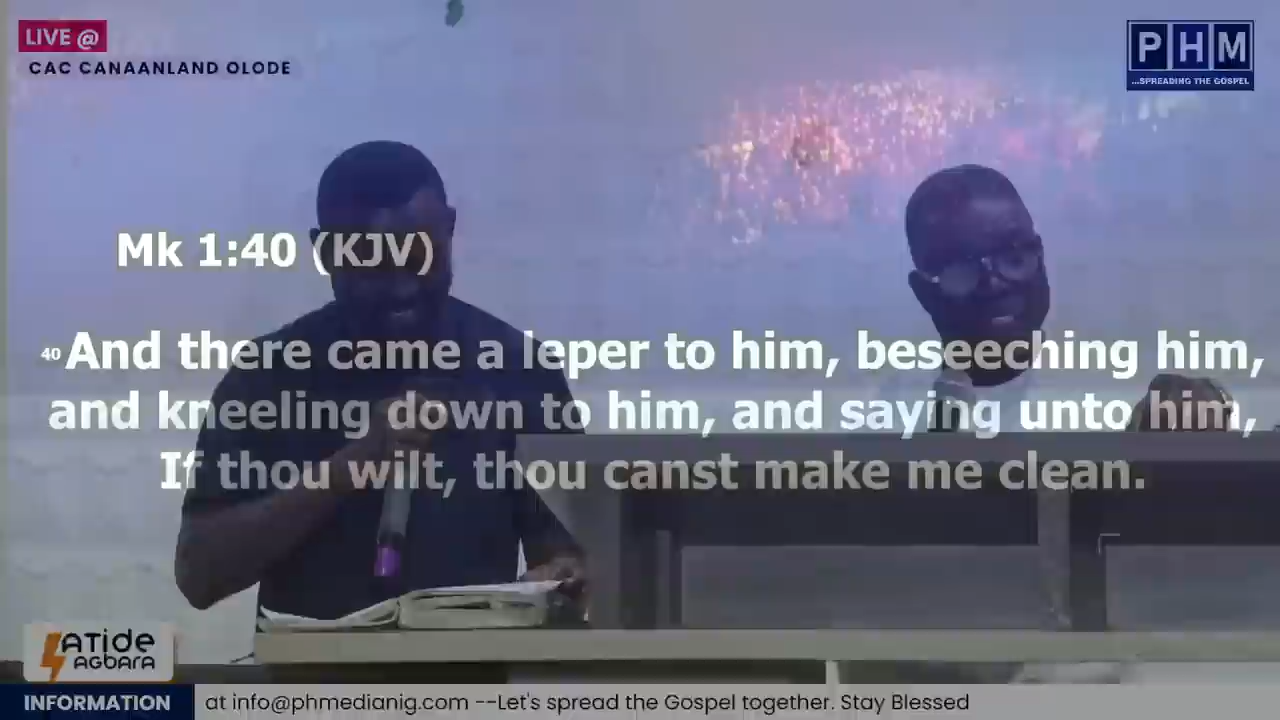 LIVE @
CAC CANAANLAND OLODE
PHM
...SPREADING THE GOSPEL
Mk 1:40 (KJV)
40 And there came a leper to him, beseeching him,
and kneeling down to him, and saying unto him,
If thou wilt, thou canst make me clean.
ATIDE
AGBARA
INFORMATION
at info@phmedianig.com --Let's spread the Gospel together. Stay Blessed